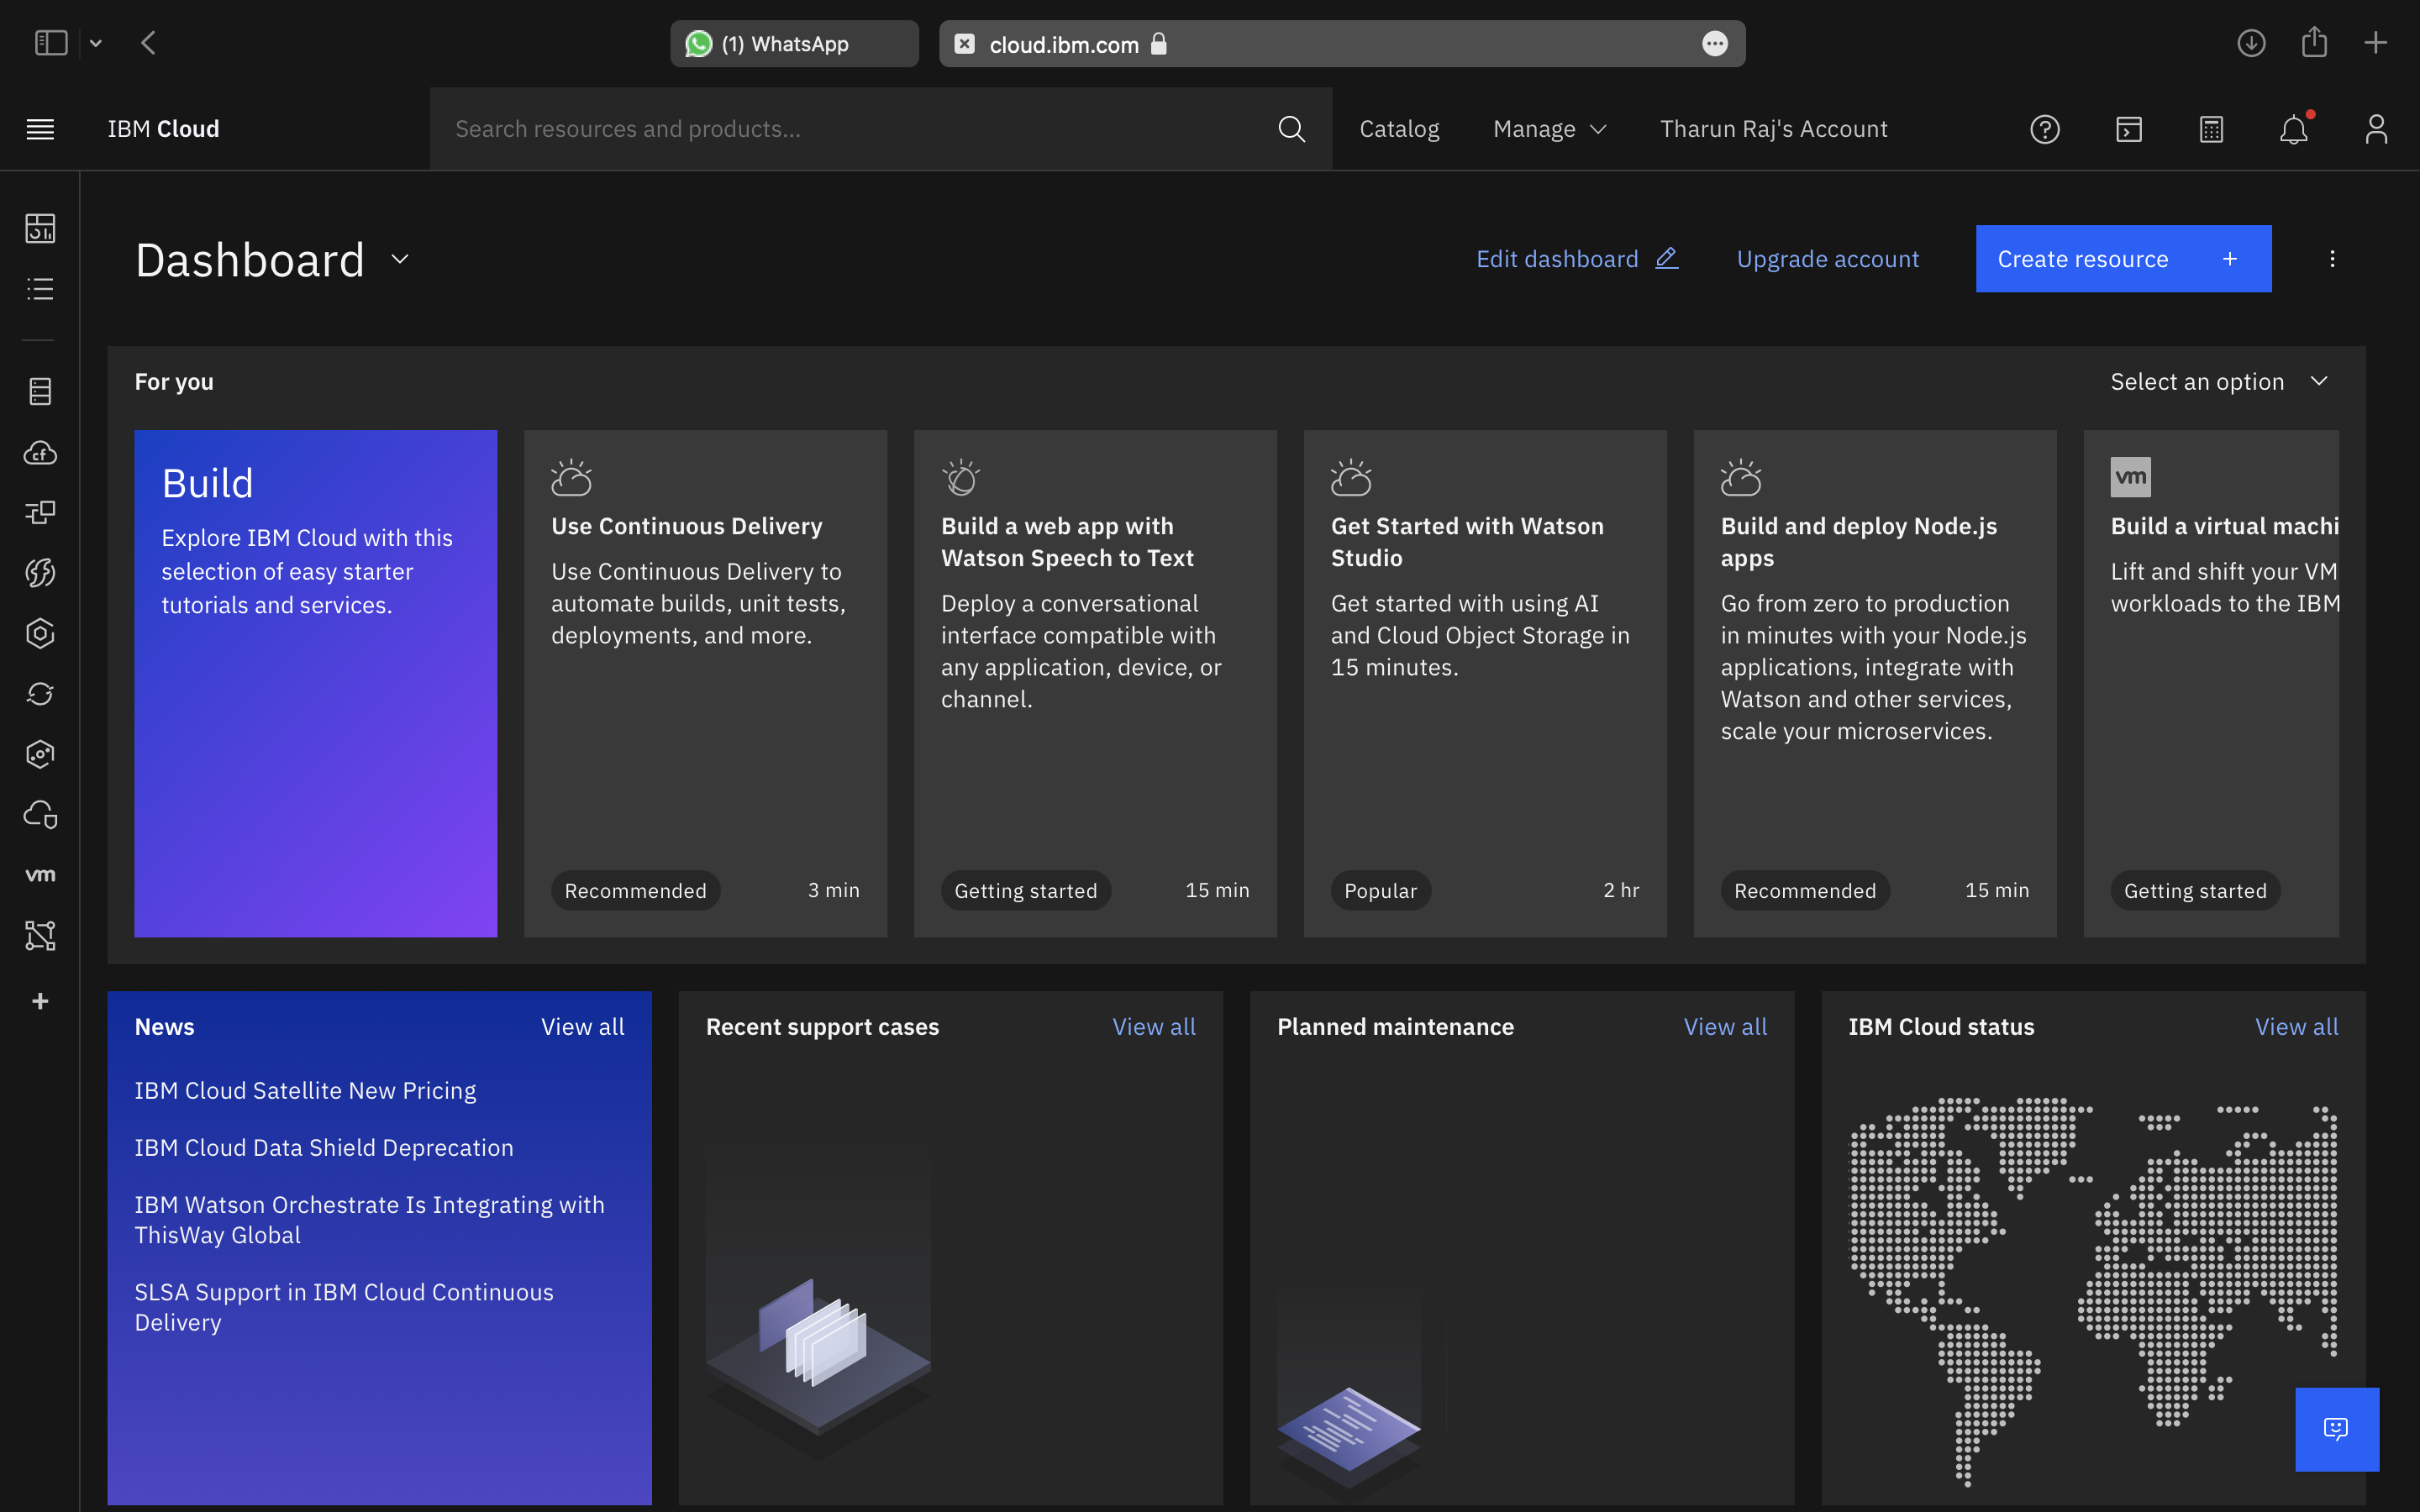 (1) WhatsApp
cloud.ibm.com
IBM Cloud
Search resources and products...
Catalog
Manage
Tharun Raj's Account
Dashboard
Edit dashboard
Upgrade account
Create resource +
For you
Select an option
Build
Explore IBM Cloud with this
selection of easy starter
tutorials and services.
Use Continuous Delivery
Use Continuous Delivery to
automate builds, unit tests,
deployments, and more.
Recommended
3 min
Build a web app with
Watson Speech to Text
Deploy a conversational
interface compatible with
any application, device, or
channel.
Getting started
15 min
Get Started with Watson
Studio
Get started with using AI
and Cloud Object Storage in
15 minutes.
Popular
2 hr
Build and deploy Node.js
apps
Go from zero to production
in minutes with your Node.js
applications, integrate with
Watson and other services,
scale your microservices.
Recommended
15 min
vm
Build a virtual machi
Lift and shift your VM
workloads to the IBM
Getting started
cf
vm
News
View all
IBM Cloud Satellite New Pricing
IBM Cloud Data Shield Deprecation
IBM Watson Orchestrate Is Integrating with
ThisWay Global
SLSA Support in IBM Cloud Continuous
Delivery
Recent support cases
View all
Planned maintenance
View all
IBM Cloud status
View all